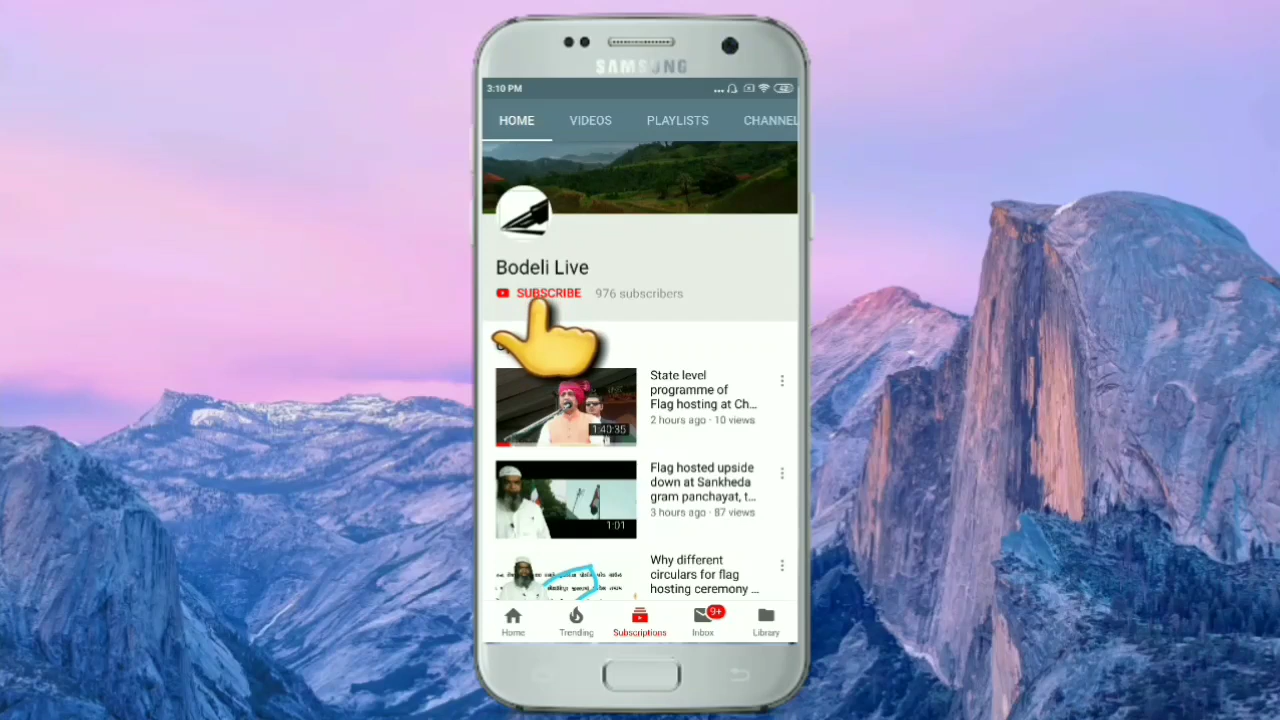 SAMSUNG
3:10 PM
HOME VIDEOS PLAYLISTS CHANNEL
Bodeli Live
SUBSCRIBE 976 subscribers
State level
programme of
Flag hosting at Ch...
2 hours ago · 10 views
1:40:35
Flag hosted upside
down at Sankheda
gram panchayat, t...
3 hours ago · 87 views
1:01
Why different
circulars for flag
hosting ceremony ...
9+
Home Trending Subscriptions Inbox Library